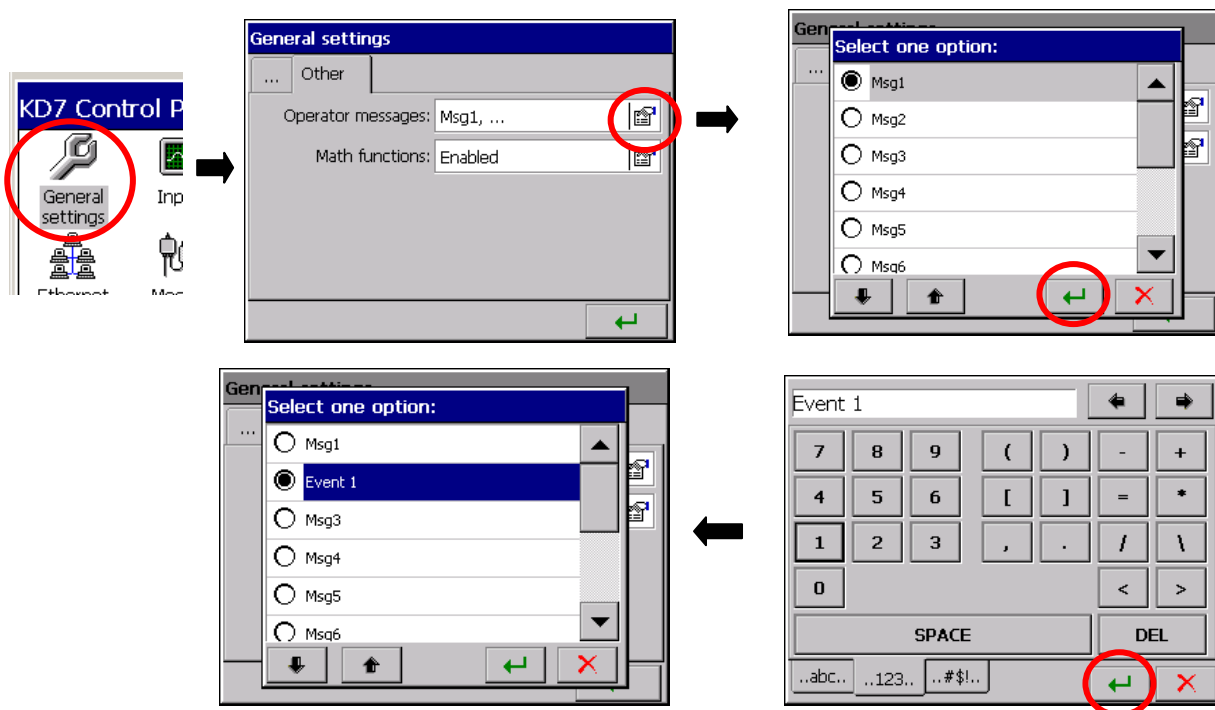 KD7 Control P
General
settings
Inp
General settings
...
Other
Operator messages: Msg1, ...
Math functions: Enabled
Select one option:
...
Msg1
Msg2
Msg3
Msg4
Msg5
Msg6
General settings
Select one option:
...
Msg1
Event 1
Msg3
Msg4
Msg5
Msg6
Event 1
7 8 9 ( ) - +
4 5 6 [ ] = *
1 2 3 , . / \
0 < >
SPACE DEL
..abc.. ..123.. ..#$!..